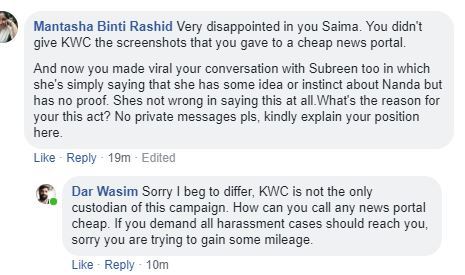 Mantasha Binti Rashid Very disappointed in you Saima. You didn't
give KWC the screenshots that you gave to a cheap news portal.
And now you made viral your conversation with Subreen too in which
she's simply saying that she has some idea or instinct about Nanda but
has no proof. Shes not wrong in saying this at all.What's the reason for
your this act? No private messages pls, kindly explain your position
here.
Like · Reply · 19m · Edited
Dar Wasim Sorry I beg to differ, KWC is not the only
custodian of this campaign. How can you call any news portal
cheap. If you demand all harassment cases should reach you,
sorry you are trying to gain some mileage.
Like · Reply · 10m